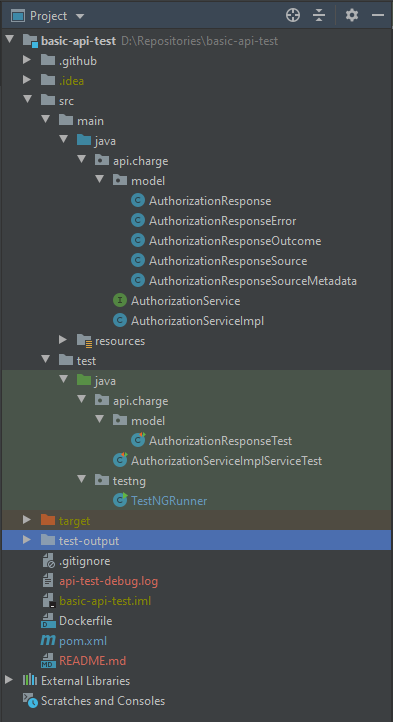 Project
basic-api-test D:\Repositories\basic-api-test
.github
.idea
src
main
java
api.charge
model
AuthorizationResponse
AuthorizationResponseError
AuthorizationResponseOutcome
AuthorizationResponseSource
AuthorizationResponseSourceMetadata
AuthorizationService
AuthorizationServiceImpl
resources
test
java
api.charge
model
AuthorizationResponseTest
AuthorizationServiceImplServiceTest
testng
TestNGRunner
target
test-output
.gitignore
api-test-debug.log
basic-api-test.iml
Dockerfile
pom.xml
README.md
External Libraries
Scratches and Consoles